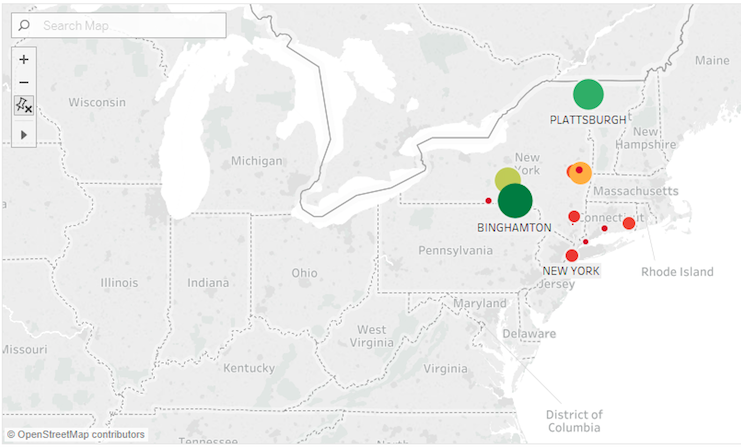 Search Map...
Maine
Wisconsin
PLATTSBURGH
New
Hampshire
Michigan
New
York
Massachusetts
Connecticut
BINGHAMTON
Pennsylvania
NEW YORK
Rhode Island
Jersey
Illinois
Indiana
Ohio
Maryland
Delaware
West
Virginia
Missouri
Kentucky
Virginia
District of
Columbia
© OpenStreetMap contributors
Tennessee